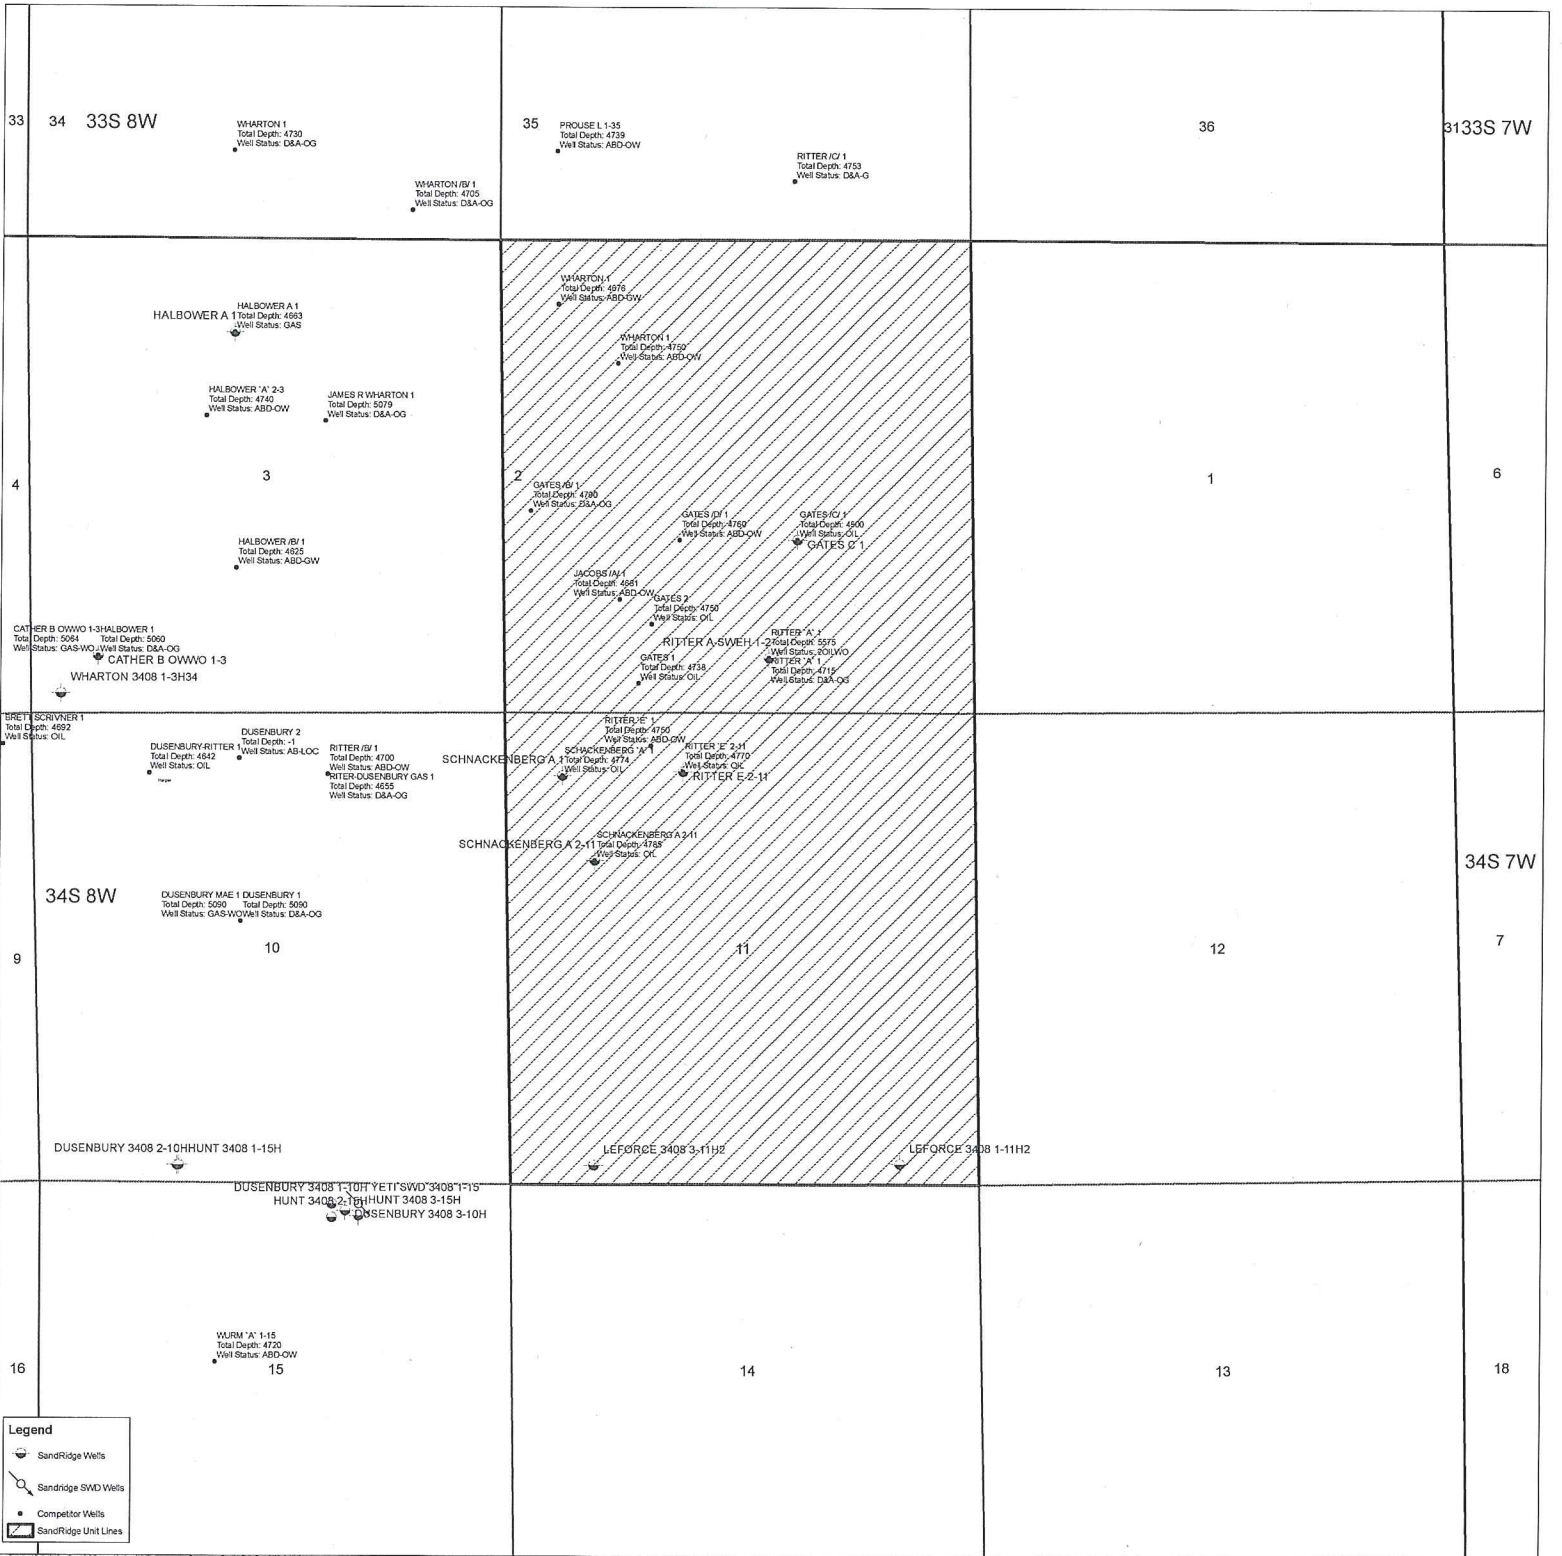 33
34
33S 8W
WHARTON 1
Total Depth: 4730
Well Status: D&A-OG
WHARTON /B/ 1
Total Depth: 4705
Well Status: D&A-OG
35
PROUSE L 1-35
Total Depth: 4739
Well Status: ABD-OW
RITTER /C/ 1
Total Depth: 4753
Well Status: D&A-G
36
31
33S 7W
HALBOWER A 1
HALBOWER A 1
Total Depth: 4663
Well Status: GAS
HALBOWER "A" 2-3
Total Depth: 4740
Well Status: ABD-OW
JAMES R WHARTON 1
Total Depth: 5079
Well Status: D&A-OG
4
3
HALBOWER /B/ 1
Total Depth: 4625
Well Status: ABD-GW
CATHER B OWWO 1-3
Total Depth: 5064
Well Status: GAS-WO
HALBOWER 1
Total Depth: 5060
Well Status: D&A-OG
CATHER B OWWO 1-3
WHARTON 3408 1-3H34
WHARTON 1
Total Depth: 4676
Well Status: ABD-GW
WHARTON 1
Total Depth: 4750
Well Status: ABD-OW
2
GATES /B/ 1
Total Depth: 4790
Well Status: D&A-OG
GATES /D/ 1
Total Depth: 4760
Well Status: ABD-OW
GATES /C/ 1
Total Depth: 4900
Well Status: OIL
GATES C 1
JACOBS /A/ 1
Total Depth: 4681
Well Status: ABD-OW
GATES 2
Total Depth: 4750
Well Status: OIL
RITTER A-SWEH 1-2
RITTER "A" 1
Total Depth: 5575
Well Status: 2OILWO
RITTER "A" 1
Total Depth: 4715
Well Status: D&A-OG
GATES 1
Total Depth: 4738
Well Status: OIL
1
6
BRETT SCRIVNER 1
Total Depth: 4692
Well Status: OIL
DUSENBURY-RITTER 1
Total Depth: 4642
Well Status: OIL
Harper
DUSENBURY 2
Total Depth: -1
Well Status: AB-LOC
RITTER /B/ 1
Total Depth: 4700
Well Status: ABD-OW
RITER-DUSENBURY GAS 1
Total Depth: 4655
Well Status: D&A-OG
RITTER "E" 1
Total Depth: 4750
Well Status: ABD-OW
SCHNACKENBERG A 1
SCHACKENBERG "A" 1
Total Depth: 4774
Well Status: OIL
RITTER "E" 2-11
Total Depth: 4770
Well Status: OIL
RITTER E 2-11
SCHNACKENBERG A 2-11
SCHNACKENBERG A 2-11
Total Depth: 4785
Well Status: OIL
34S 8W
DUSENBURY MAE 1
Total Depth: 5090
Well Status: GAS-WO
DUSENBURY 1
Total Depth: 5090
Well Status: D&A-OG
34S 7W
9
10
11
12
7
DUSENBURY 3408 2-10H
HUNT 3408 1-15H
LEFORCE 3408 3-11H2
LEFORCE 3408 1-11H2
DUSENBURY 3408 1-10H
YETI SWD 3408 1-15
HUNT 3408 2-15H
HUNT 3408 3-15H
DUSENBURY 3408 3-10H
WURM "A" 1-15
Total Depth: 4720
Well Status: ABD-OW
16
15
14
13
18
Legend
SandRidge Wells
Sandridge SWD Wells
Competitor Wells
SandRidge Unit Lines